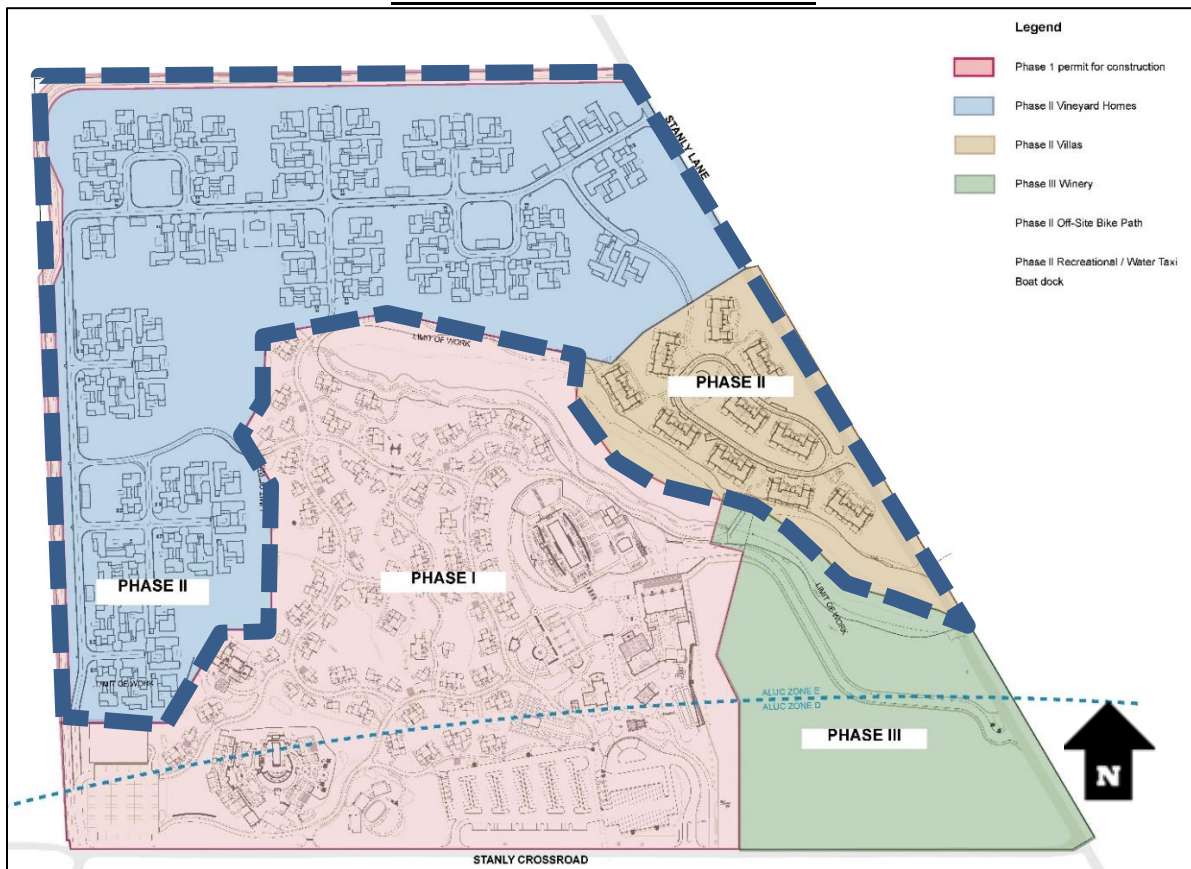 Legend
Phase 1 permit for construction
Phase II Vineyard Homes
Phase II Villas
Phase III Winery
Phase II Off-Site Bike Path
Phase II Recreational / Water Taxi
Boat dock
STANLY LANE
LIMIT OF WORK
PHASE II
LIMIT OF
PHASE II
PHASE I
LIMIT OF WORK
LIMIT OF WORK
ALUC ZONE E
ALUC ZONE D
PHASE III
N
STANLY CROSSROAD